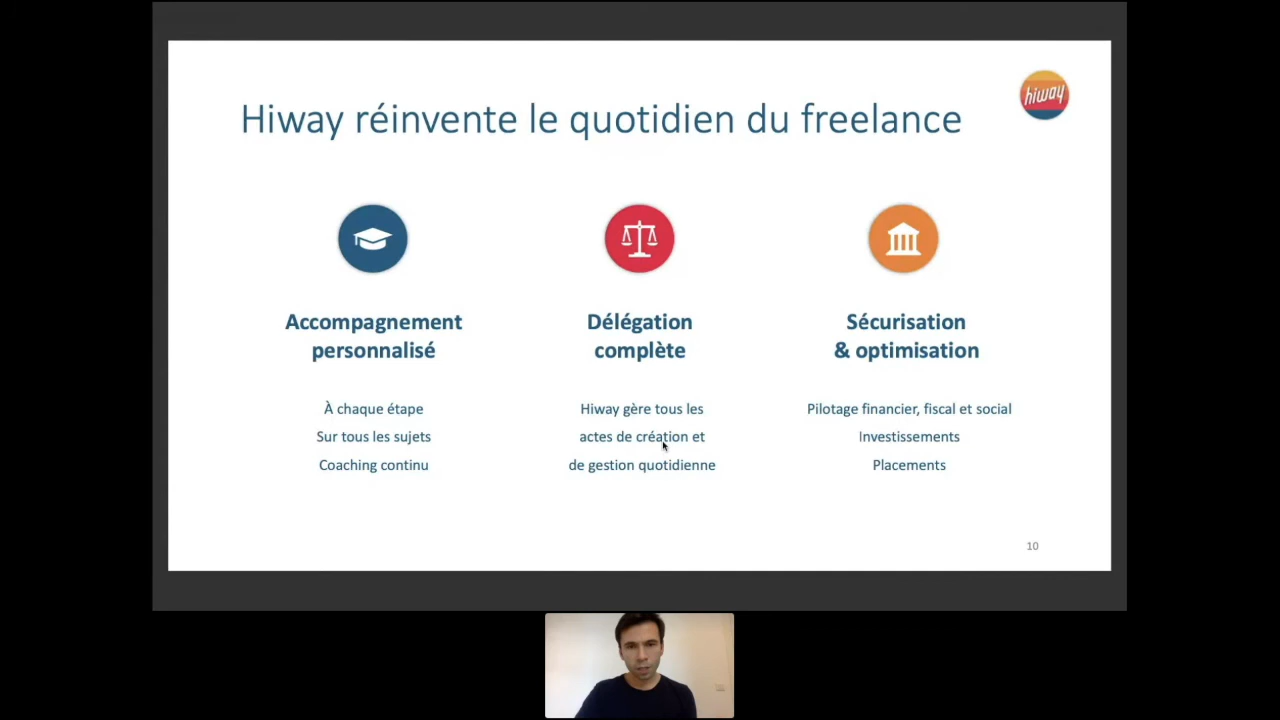 Hiway réinvente le quotidien du freelance
hiway
Accompagnement
personnalisé
À chaque étape
Sur tous les sujets
Coaching continu
Délégation
complète
Hiway gère tous les
actes de création et
de gestion quotidienne
Sécurisation
& optimisation
Pilotage financier, fiscal et social
Investissements
Placements
10